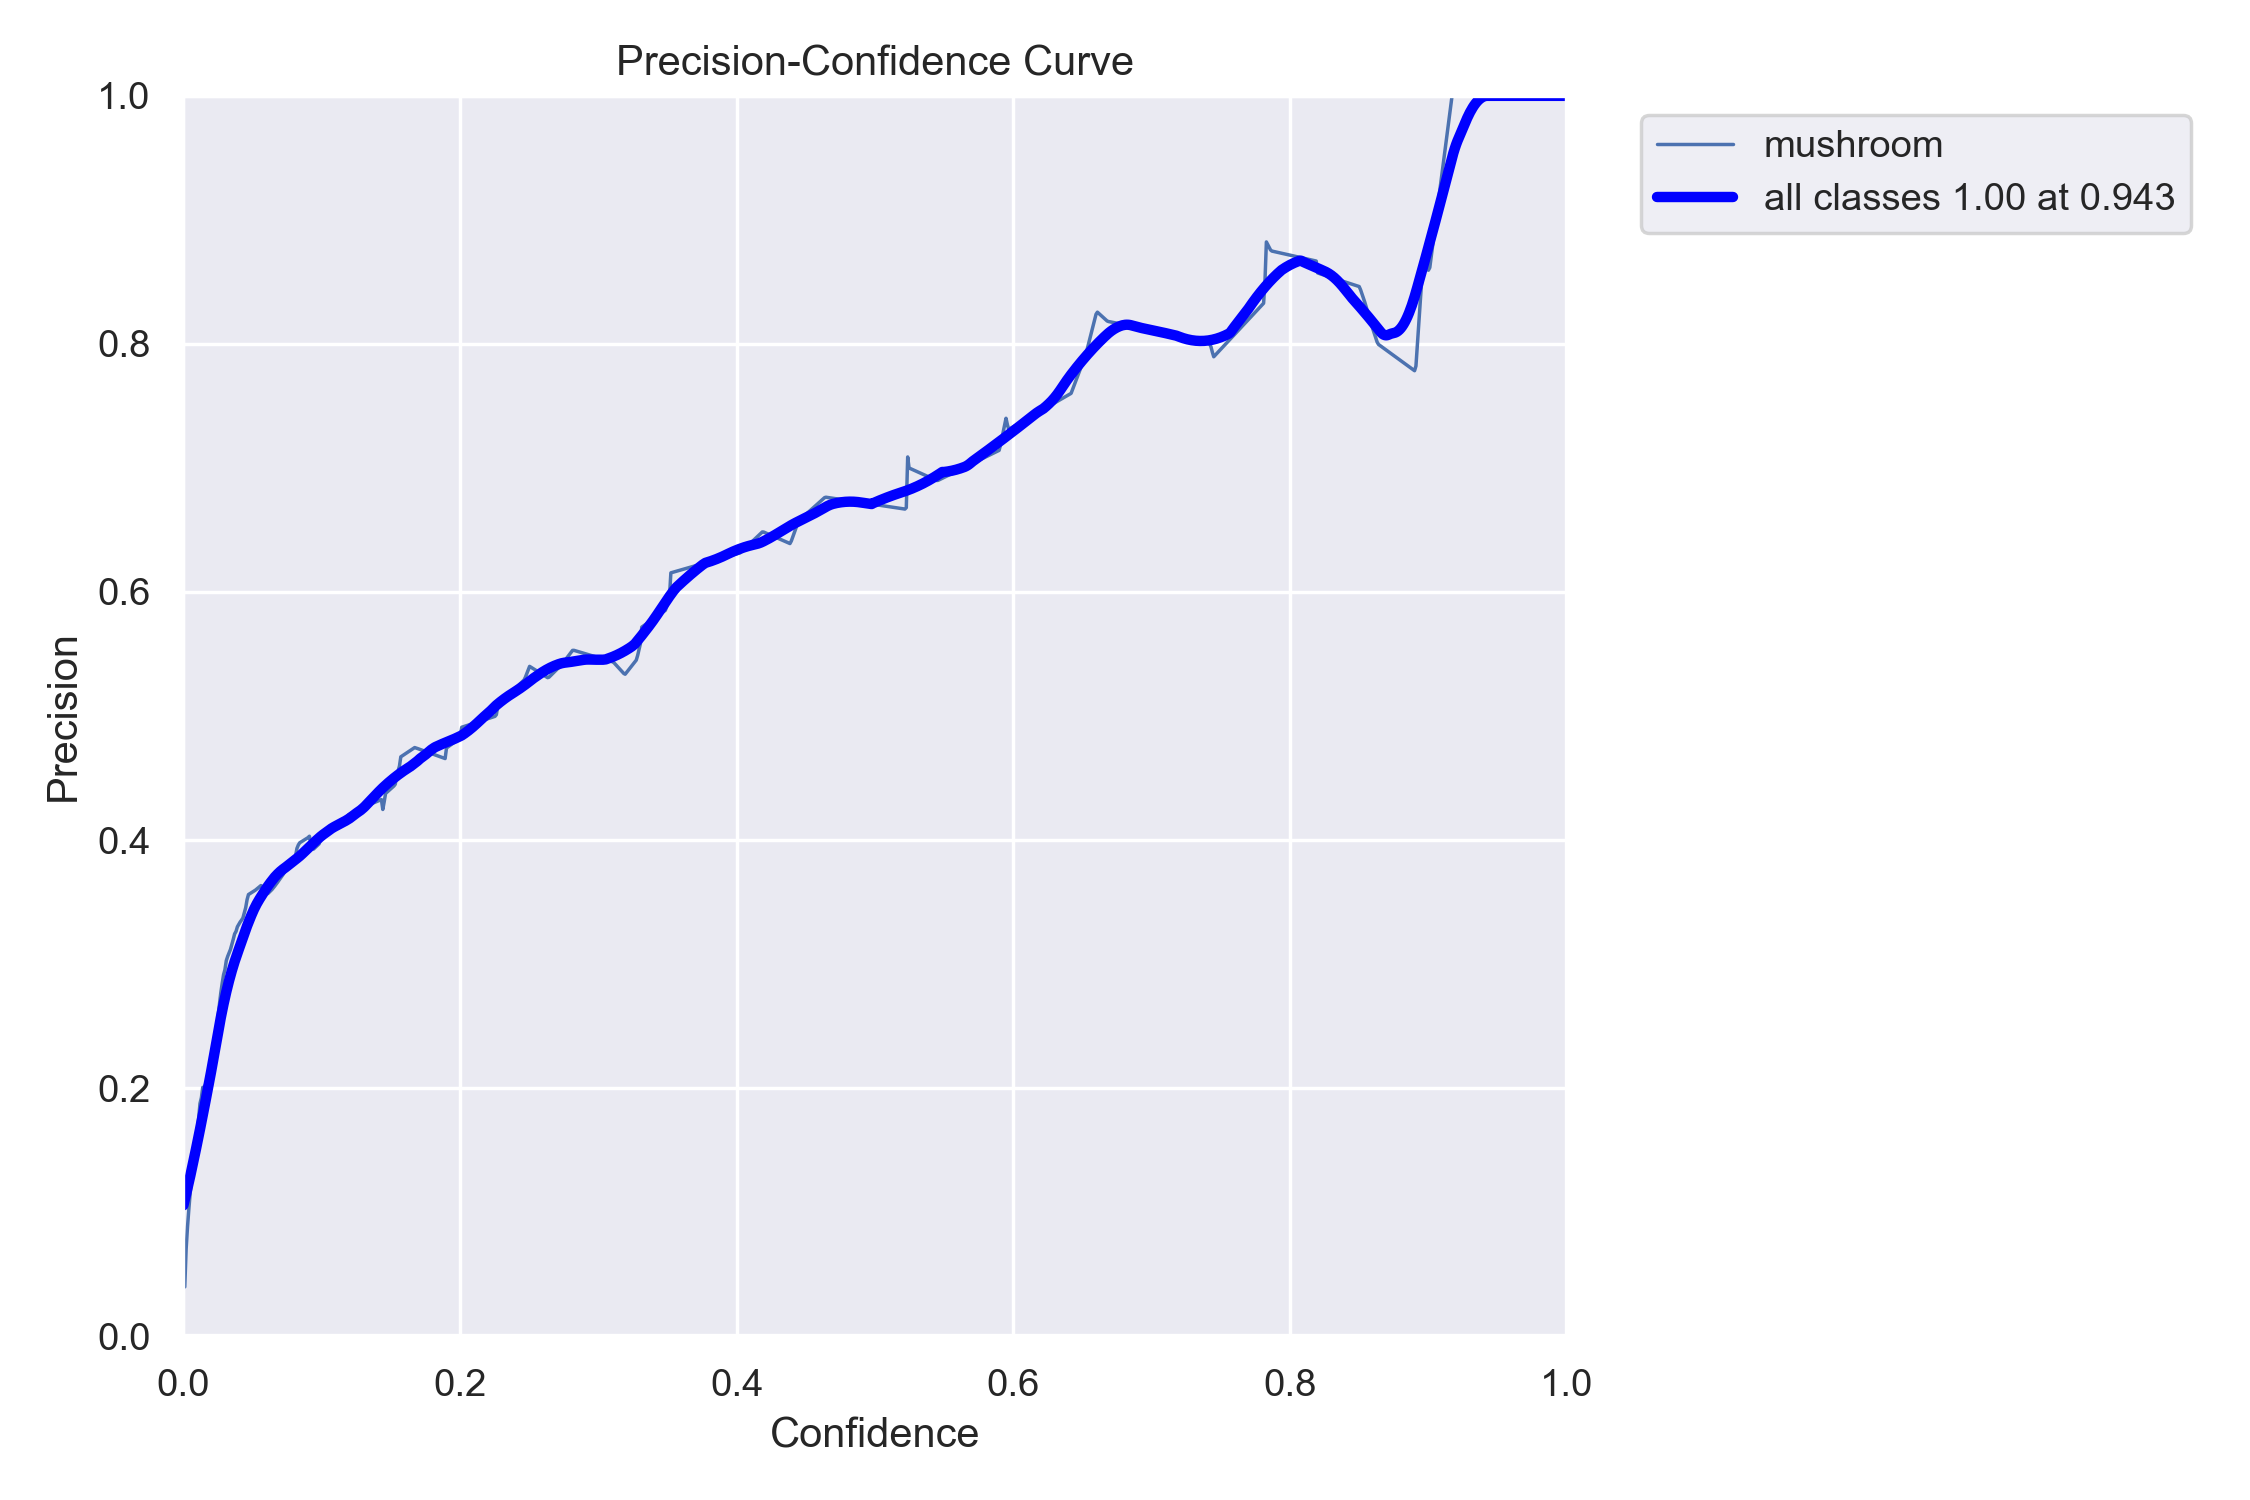 Precision-Confidence Curve
1.0
0.8
0.6
0.4
0.2
0.0
Precision
0.0 0.2 0.4 0.6 0.8 1.0
Confidence
mushroom
all classes 1.00 at 0.943